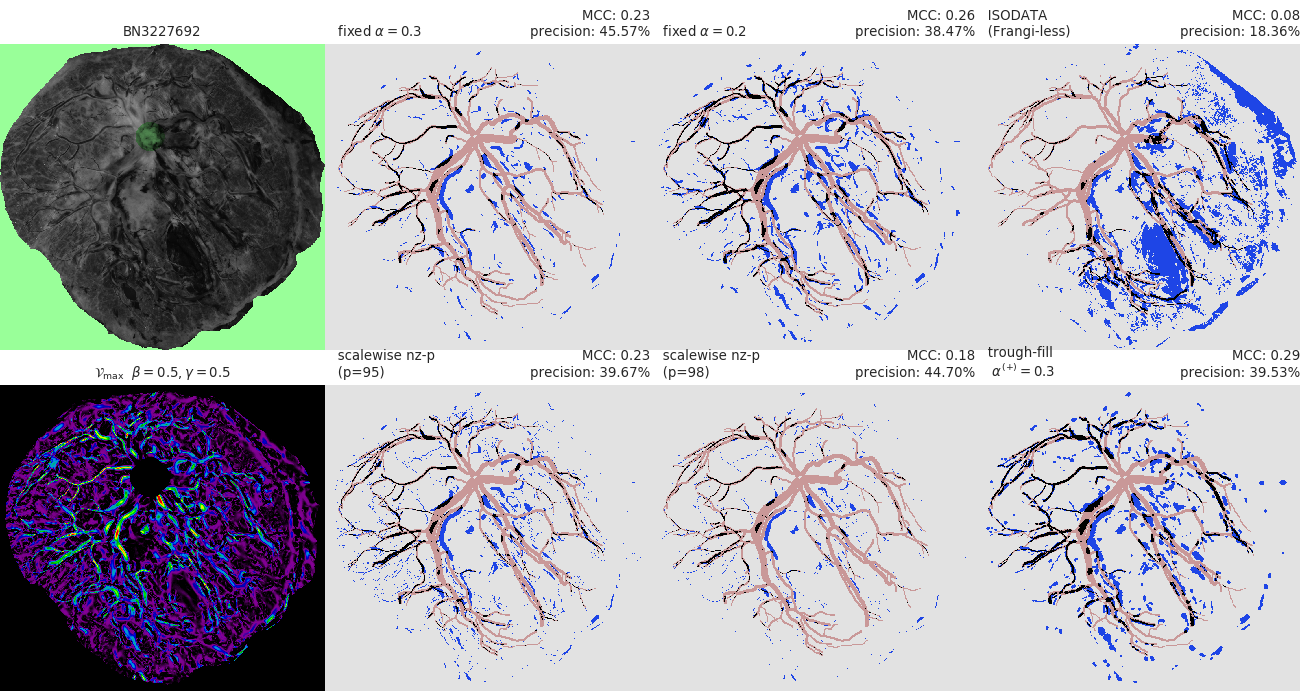 BN3227692
fixed α = 0.3
MCC: 0.23
precision: 45.57%
fixed α = 0.2
MCC: 0.26
precision: 38.47%
ISODATA
(Frangi-less)
MCC: 0.08
precision: 18.36%
𝒱max β = 0.5, γ = 0.5
scalewise nz-p
(p=95)
MCC: 0.23
precision: 39.67%
scalewise nz-p
(p=98)
MCC: 0.18
precision: 44.70%
trough-fill
α(+) = 0.3
MCC: 0.29
precision: 39.53%